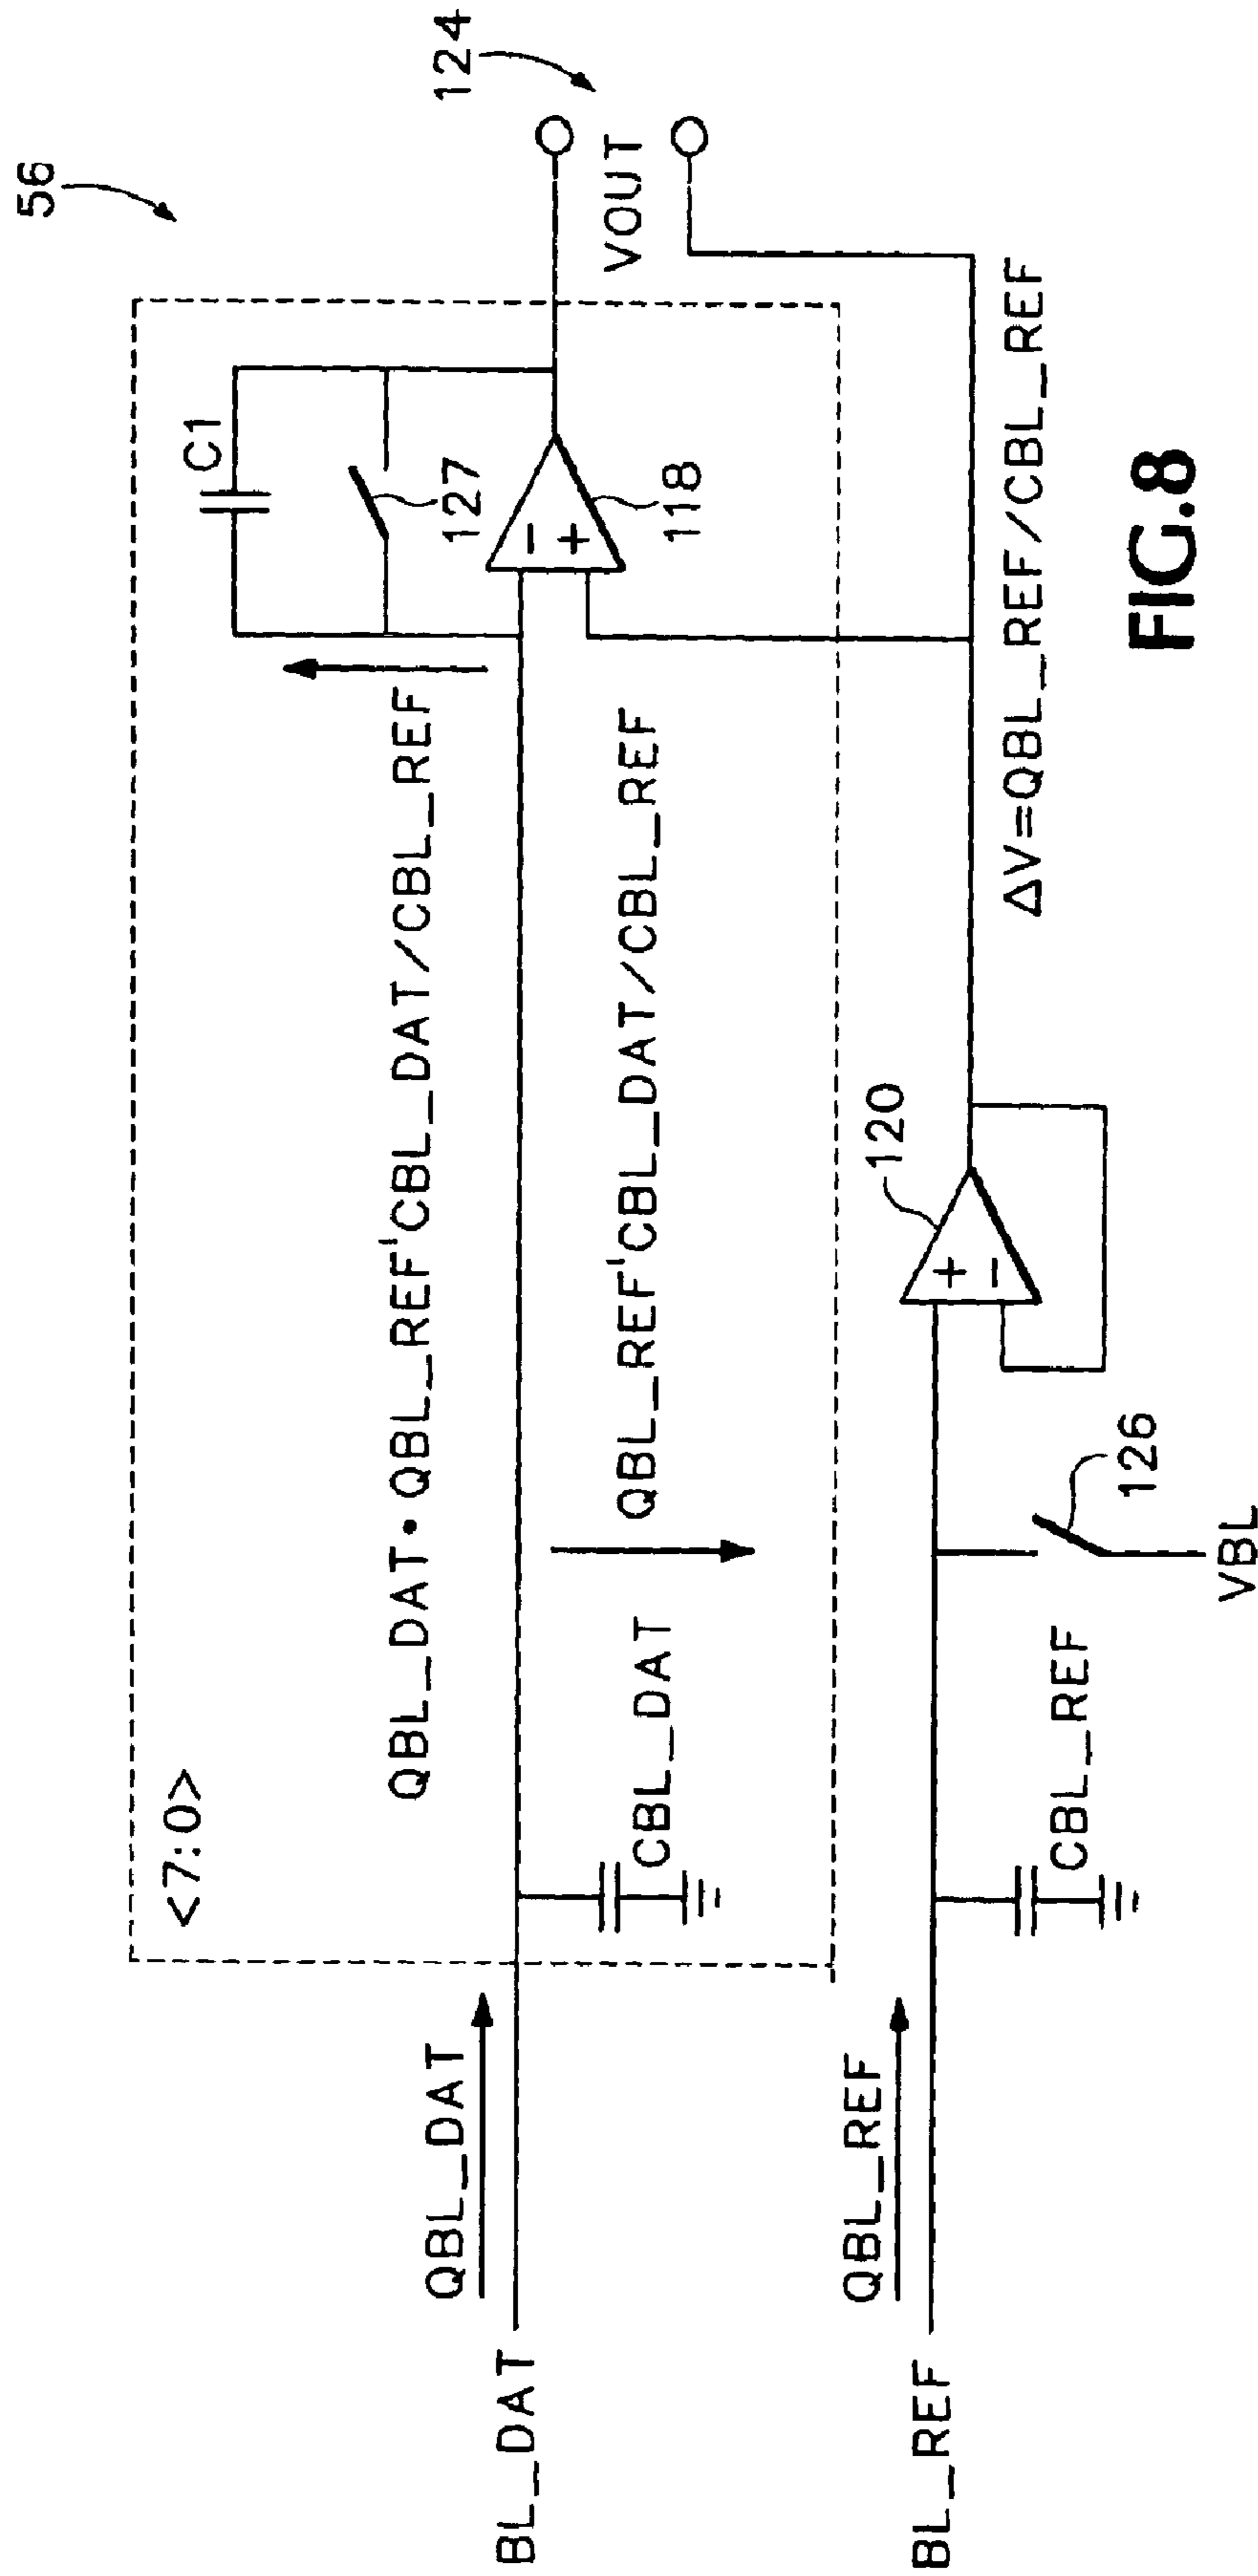 56
124
<7:0>
C1
127
118
VOUT
QBL_DAT•QBL_REF'CBL_DAT/CBL_REF
QBL_DAT
BL_DAT
CBL_DAT
QBL_REF'CBL_DAT/CBL_REF
120
QBL_REF
BL_REF
CBL_REF
126
VBL
ΔV=QBL_REF/CBL_REF
FIG.8